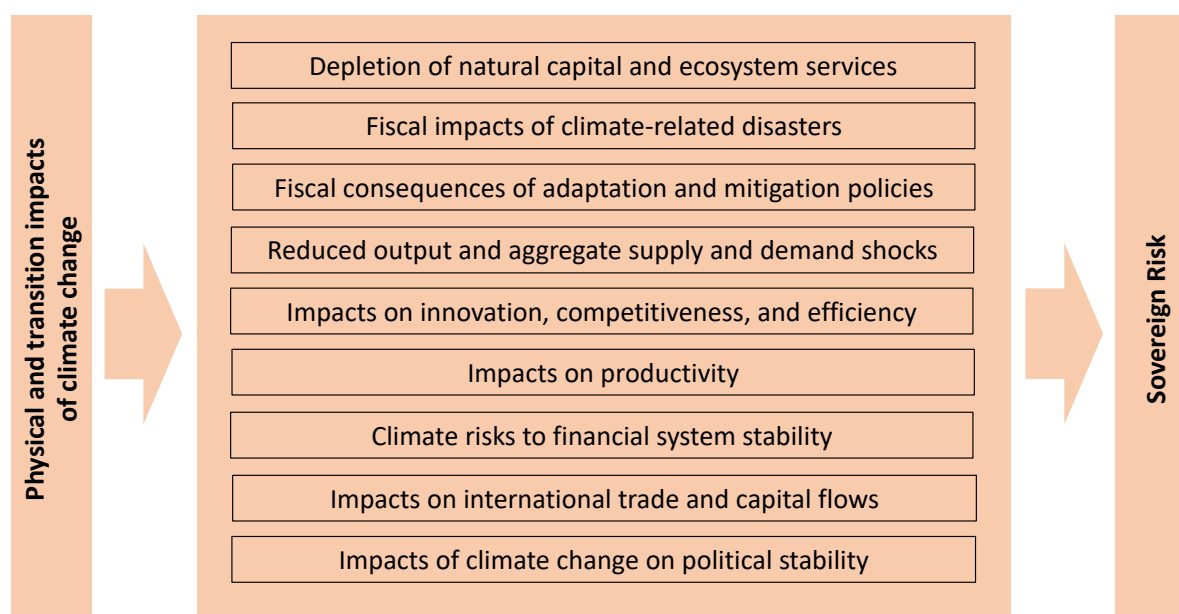 Physical and transition impacts
of climate change
Depletion of natural capital and ecosystem services
Fiscal impacts of climate-related disasters
Fiscal consequences of adaptation and mitigation policies
Reduced output and aggregate supply and demand shocks
Impacts on innovation, competitiveness, and efficiency
Impacts on productivity
Climate risks to financial system stability
Impacts on international trade and capital flows
Impacts of climate change on political stability
Sovereign Risk